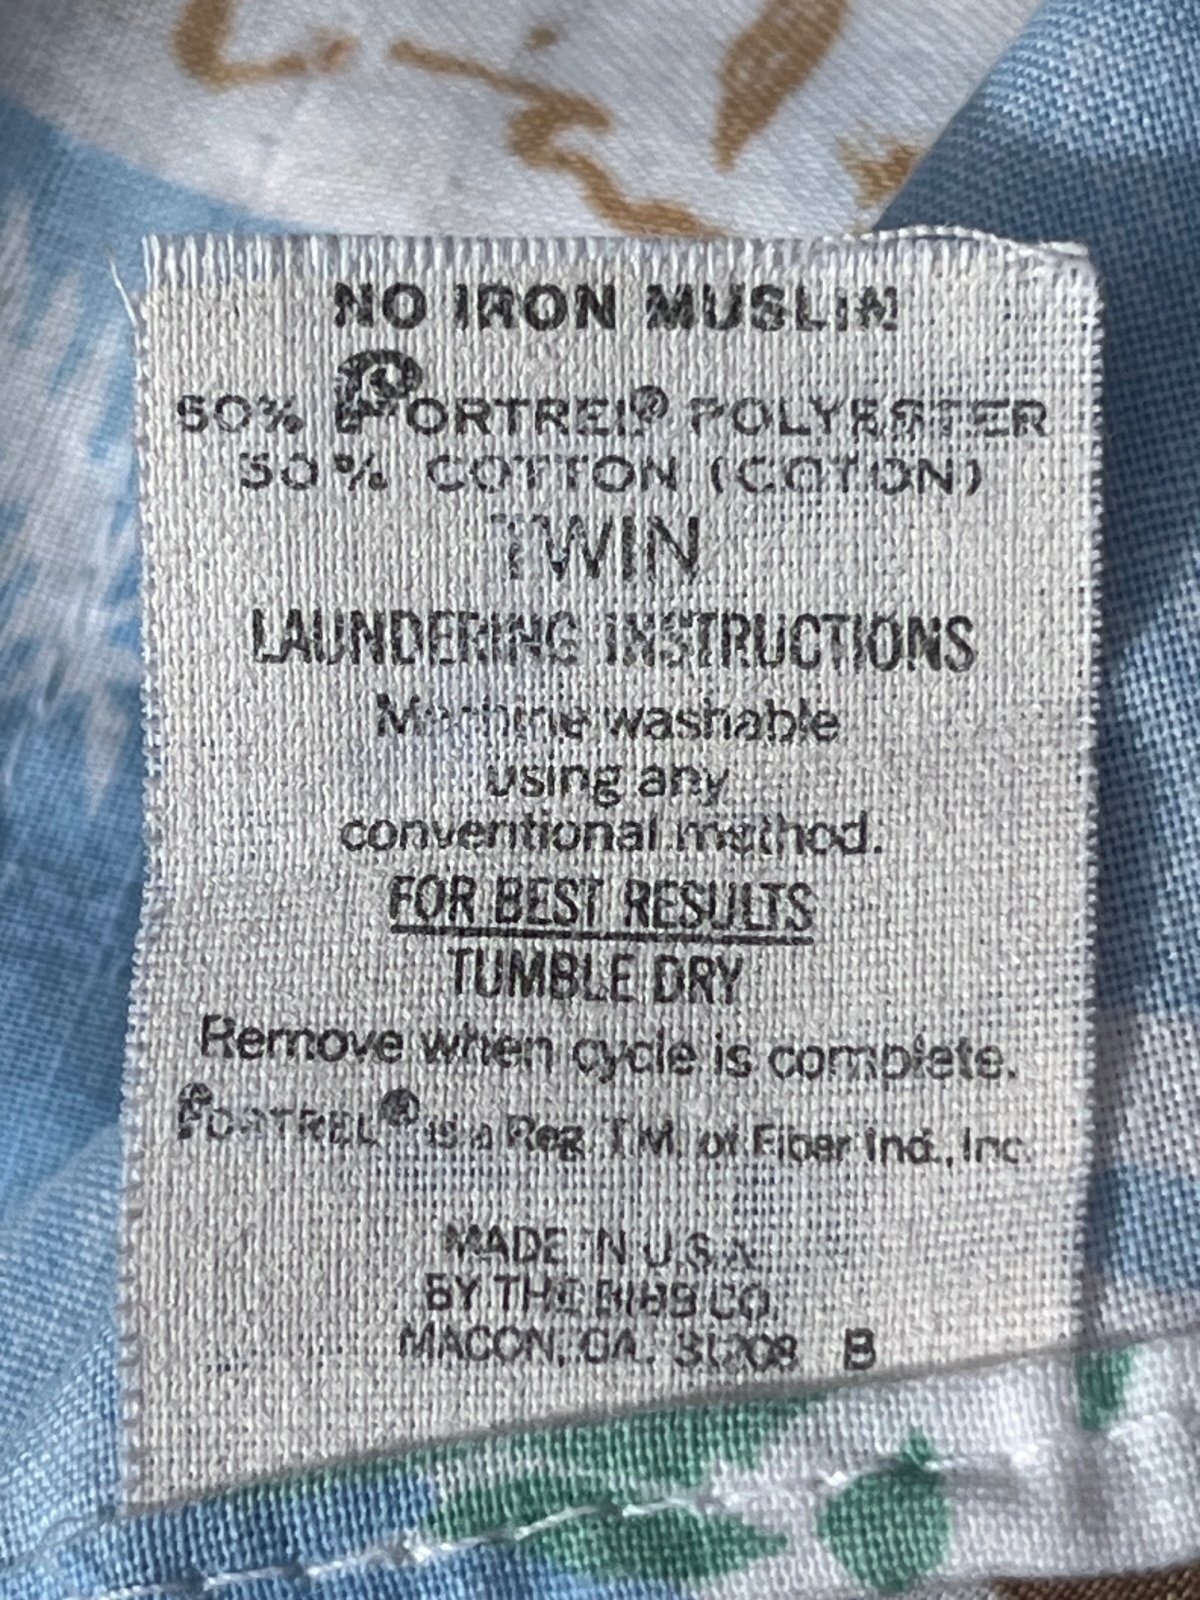 NO IRON MUSLIN
50% FORTREL® POLYESTER
50% COTTON (COTON)
TWIN
LAUNDERING INSTRUCTIONS
Machine washable
using any
conventional method.
FOR BEST RESULTS
TUMBLE DRY
Remove when cycle is complete.
FORTREL® is a Reg. T.M. of Fiber Ind., Inc.
MADE IN U.S.A.
BY THE BIBB CO.
MACON, GA. 31208 B